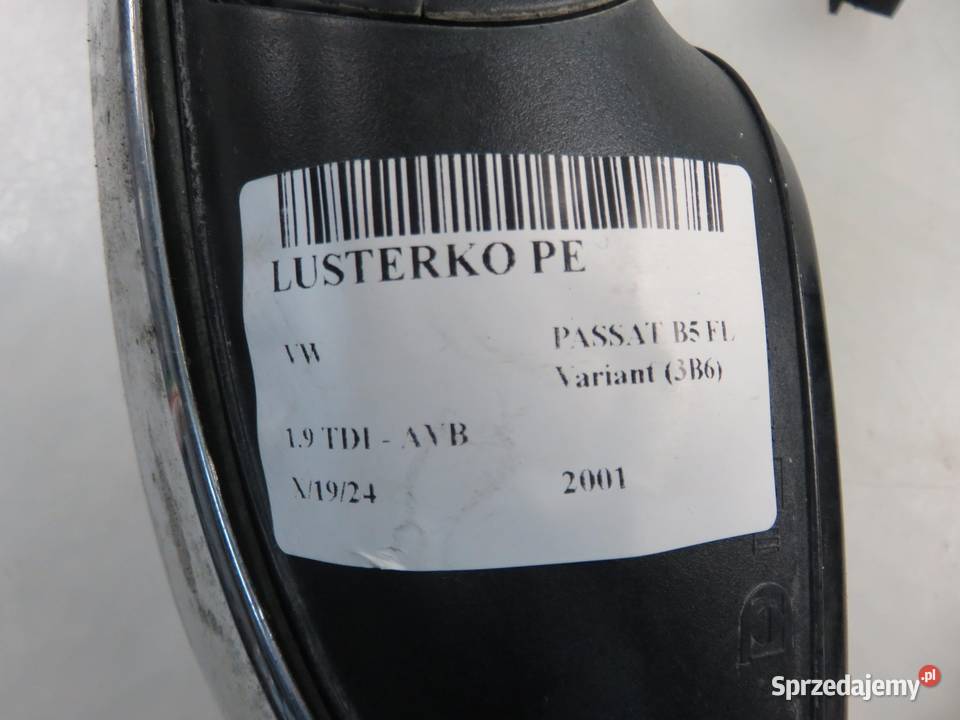 LUSTERKO PE
VW
PASSAT B5 FL
Variant (3B6)
1.9 TDI - AVB
X/19/24
2001
Sprzedajemy.pl